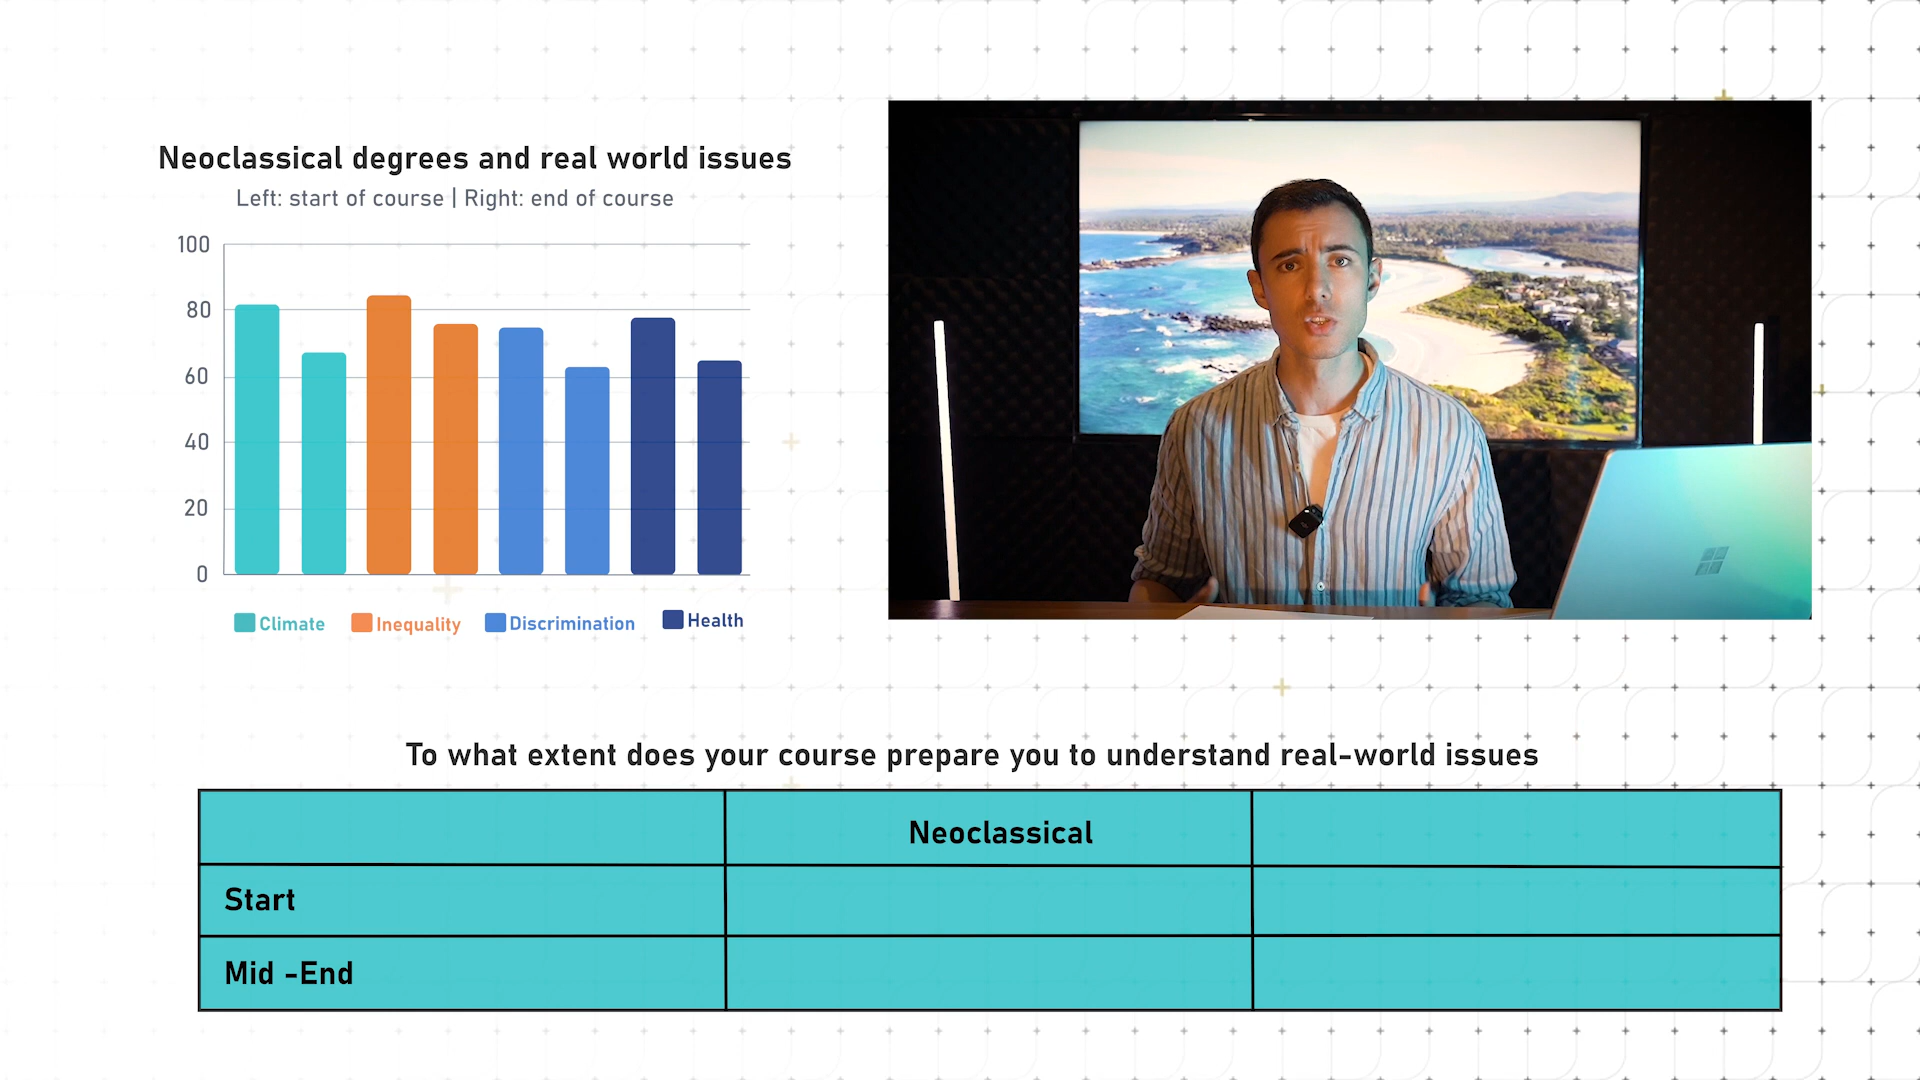 Neoclassical degrees and real world issues
Left: start of course | Right: end of course
100
80
60
40
20
0
Climate Inequality Discrimination Health
To what extent does your course prepare you to understand real-world issues
Neoclassical
Start
Mid -End